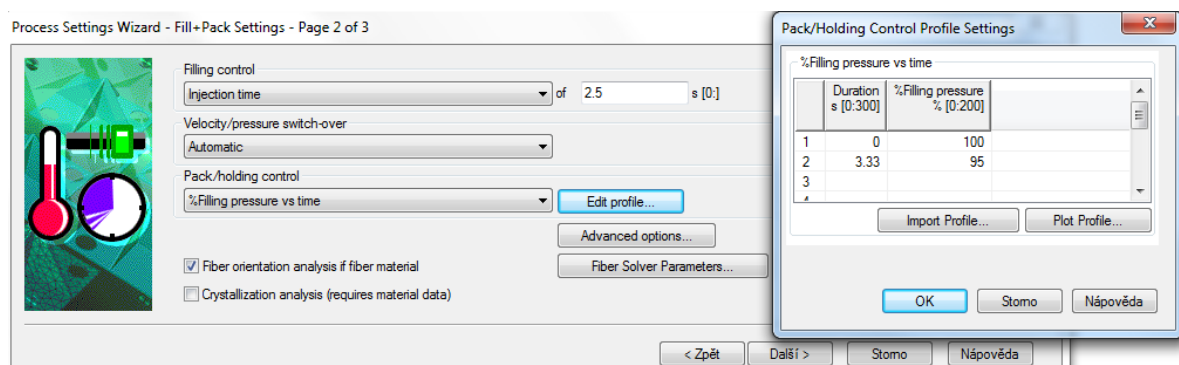 Process Settings Wizard - Fill+Pack Settings - Page 2 of 3
Filling control
Injection time of 2.5 s [0:]
Velocity/pressure switch-over
Automatic
Pack/holding control
%Filling pressure vs time Edit profile...
Advanced options...
Fiber orientation analysis if fiber material Fiber Solver Parameters...
Crystallization analysis (requires material data)
< Zpět Další > Storno Nápověda
Pack/Holding Control Profile Settings
%Filling pressure vs time
Duration %Filling pressure
s [0:300] % [0:200]
1 0 100
2 3.33 95
3
Import Profile... Plot Profile...
OK Storno Nápověda